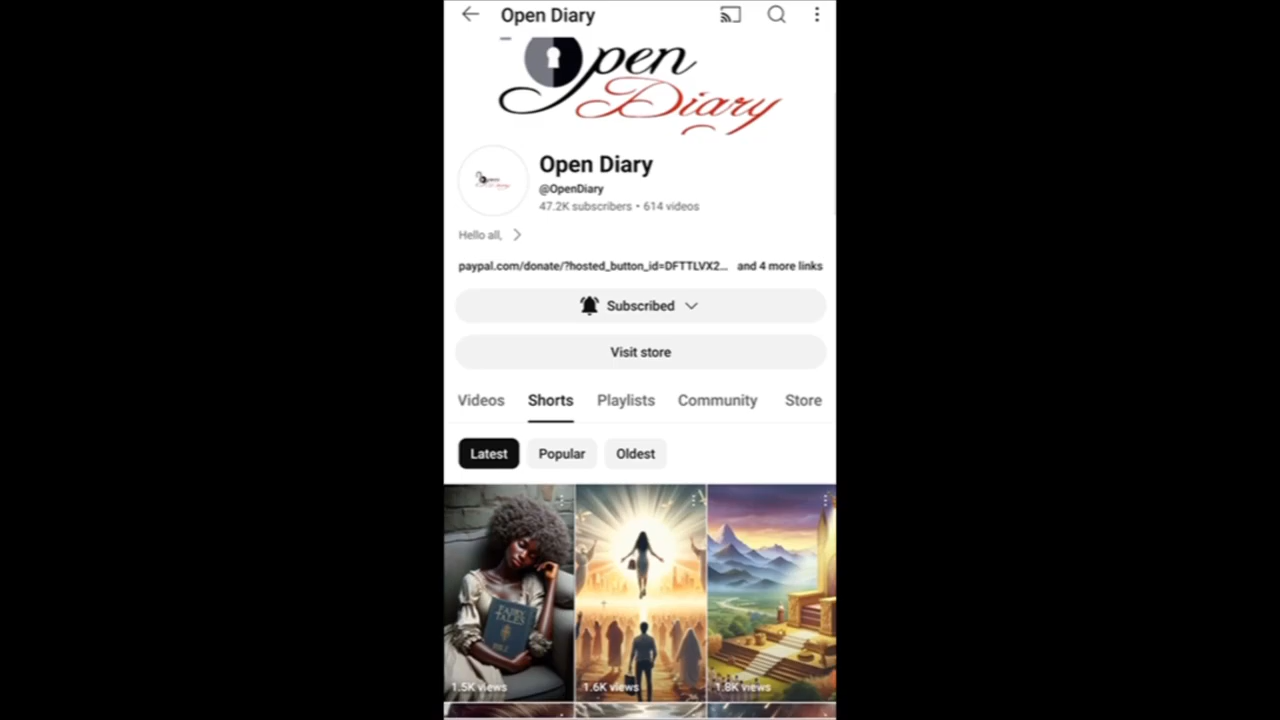 Open Diary
Open
Diary
Open Diary
@OpenDiary
47.2K subscribers • 614 videos
Hello all,
paypal.com/donate/?hosted_button_id=DFTTLVX2... and 4 more links
Subscribed
Visit store
Videos Shorts Playlists Community Store
Latest Popular Oldest
TALES
1.5K views 1.6K views 1.8K views